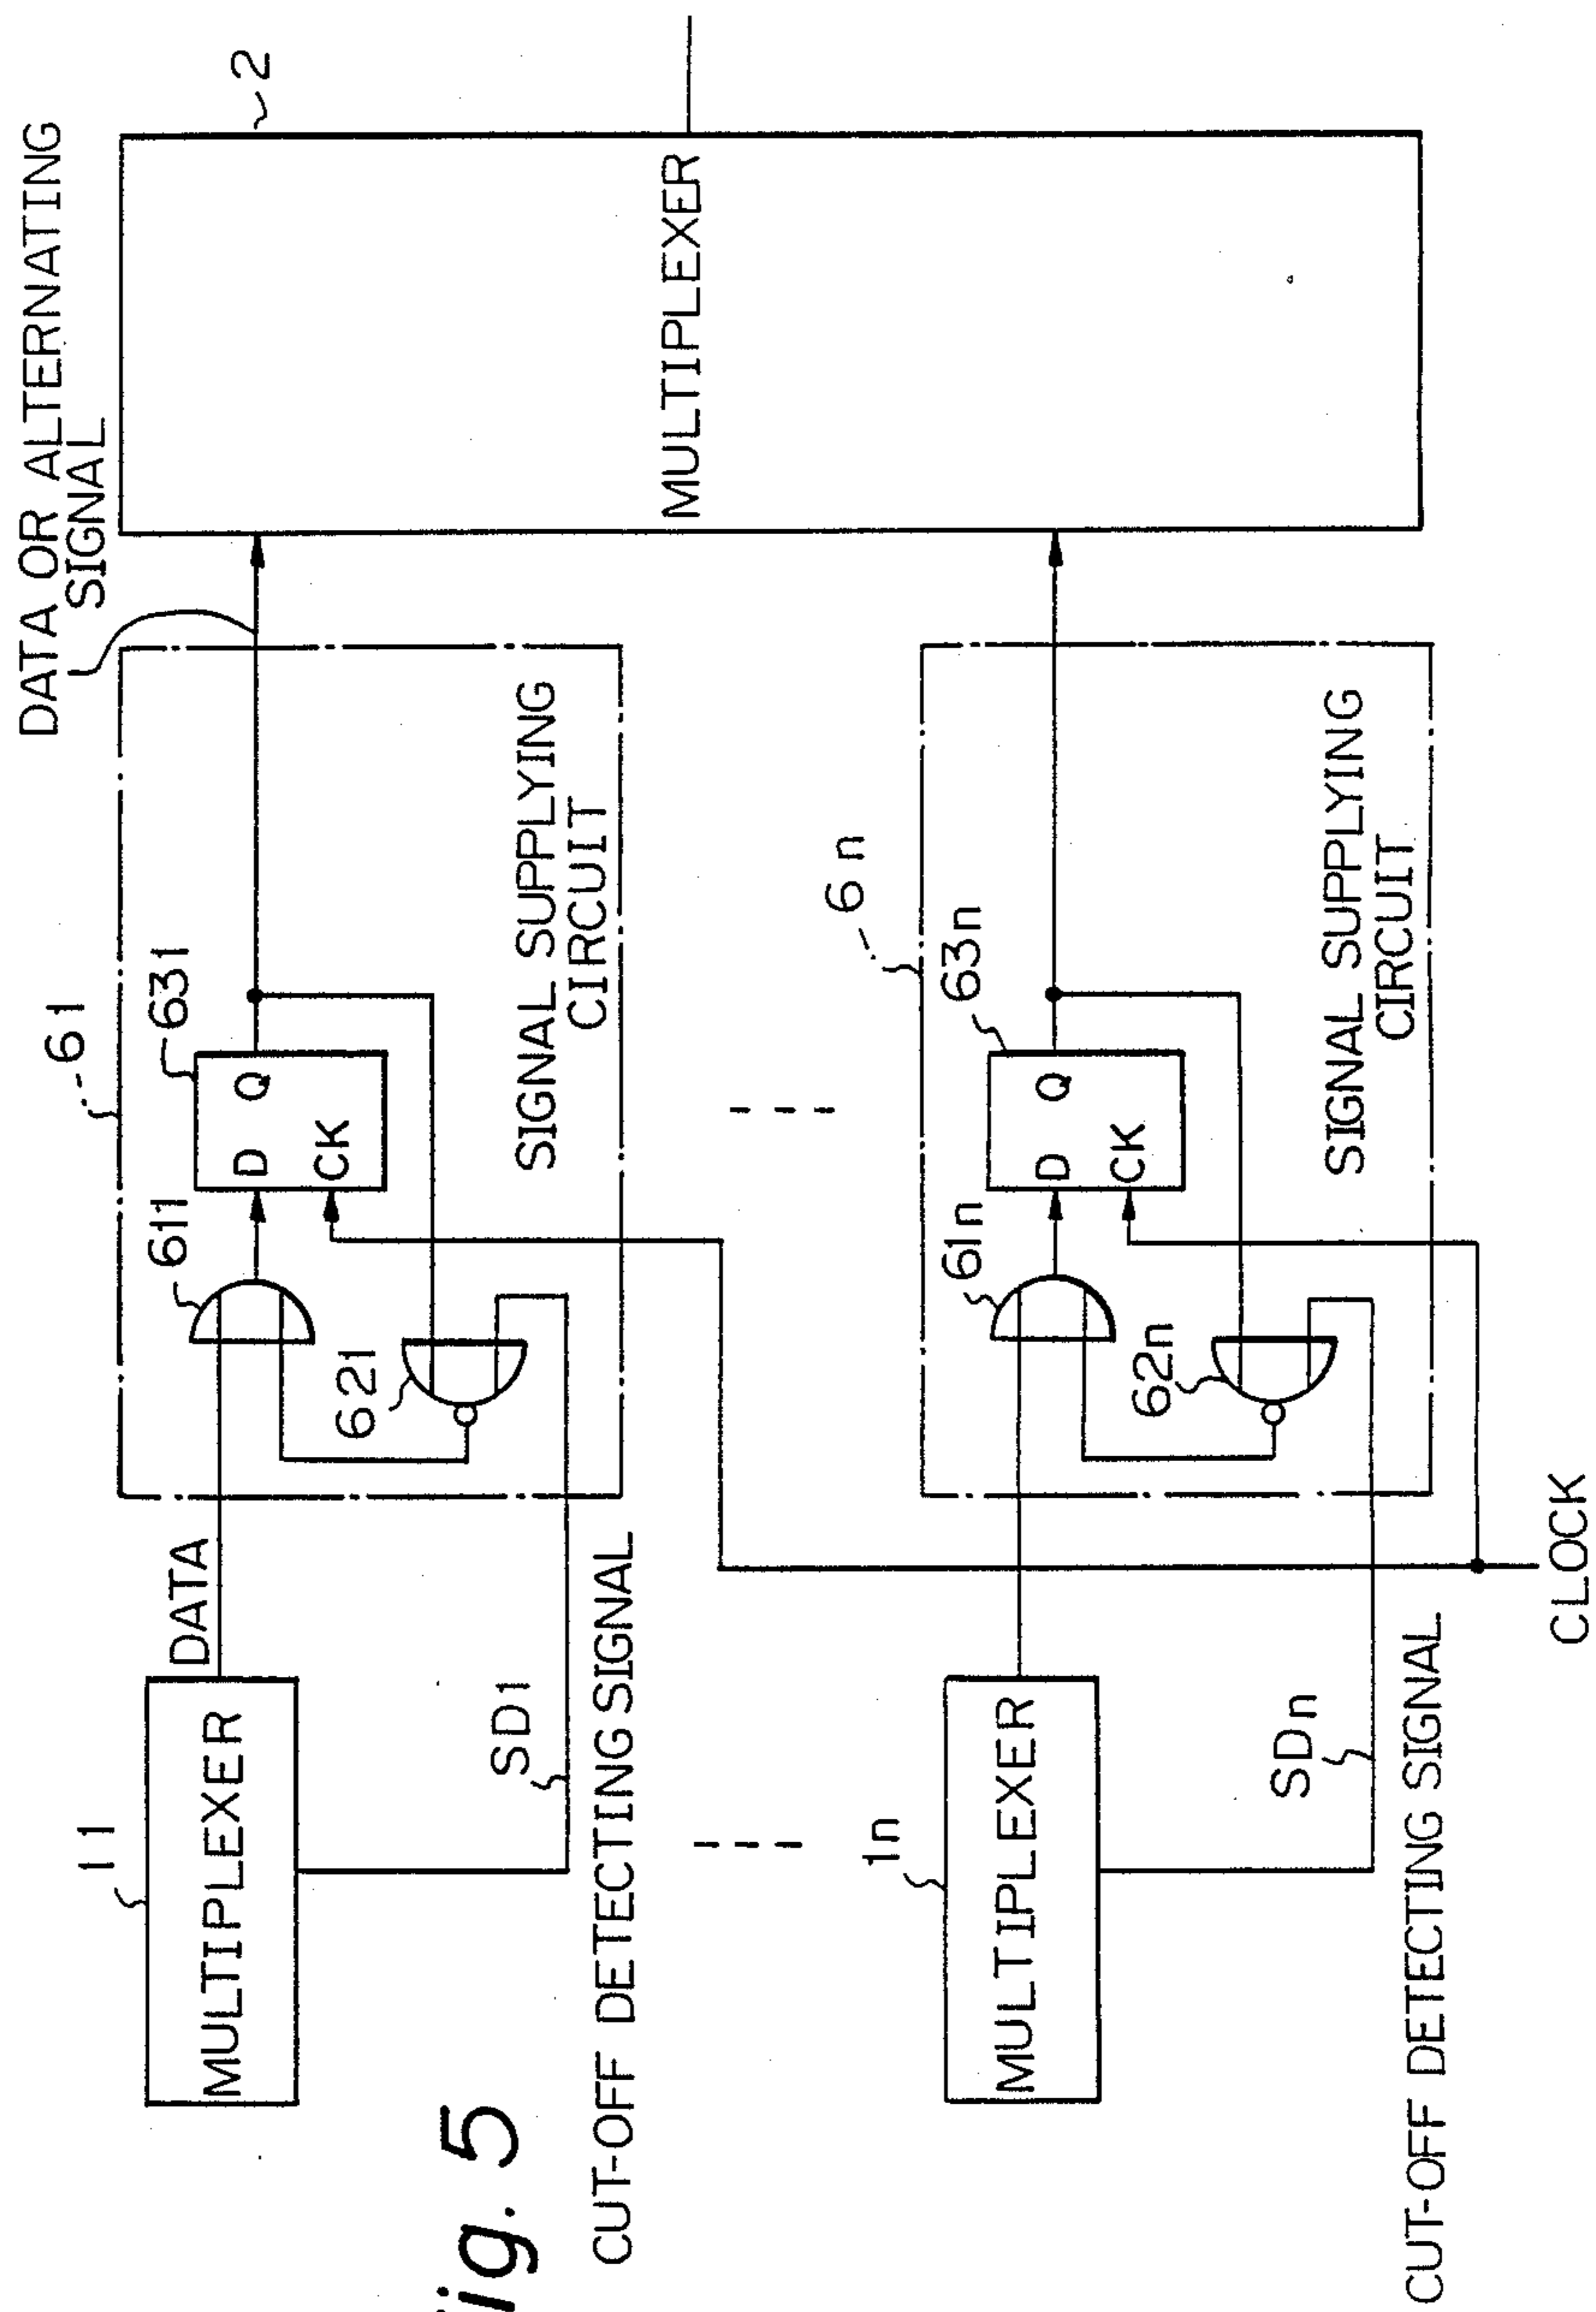 Fig. 5
DATA OR ALTERNATING
SIGNAL
11
MULTIPLEXER
DATA
SD1
CUT-OFF DETECTING SIGNAL
61
611
621
631
D Q
CK
SIGNAL SUPPLYING
CIRCUIT
2
MULTIPLEXER
1n
MULTIPLEXER
SDn
CUT-OFF DETECTING SIGNAL
6n
61n
62n
63n
D Q
CK
SIGNAL SUPPLYING
CIRCUIT
CLOCK